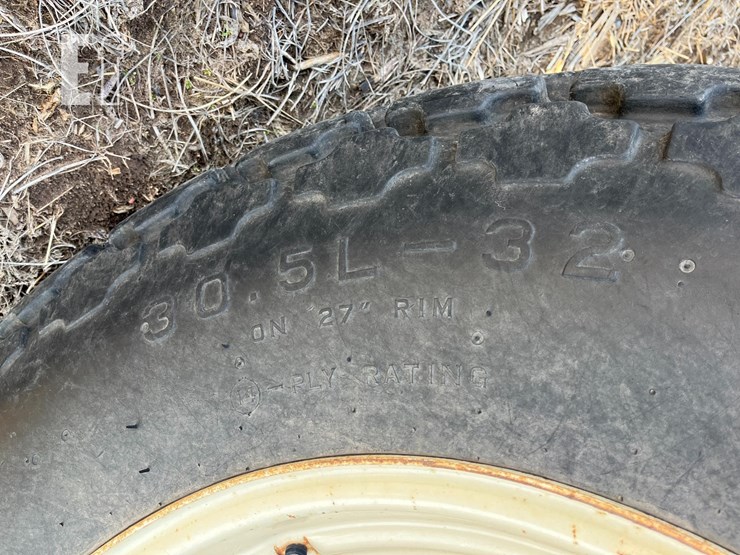 30.5L-32
ON "27" RIM
-PLY RATING